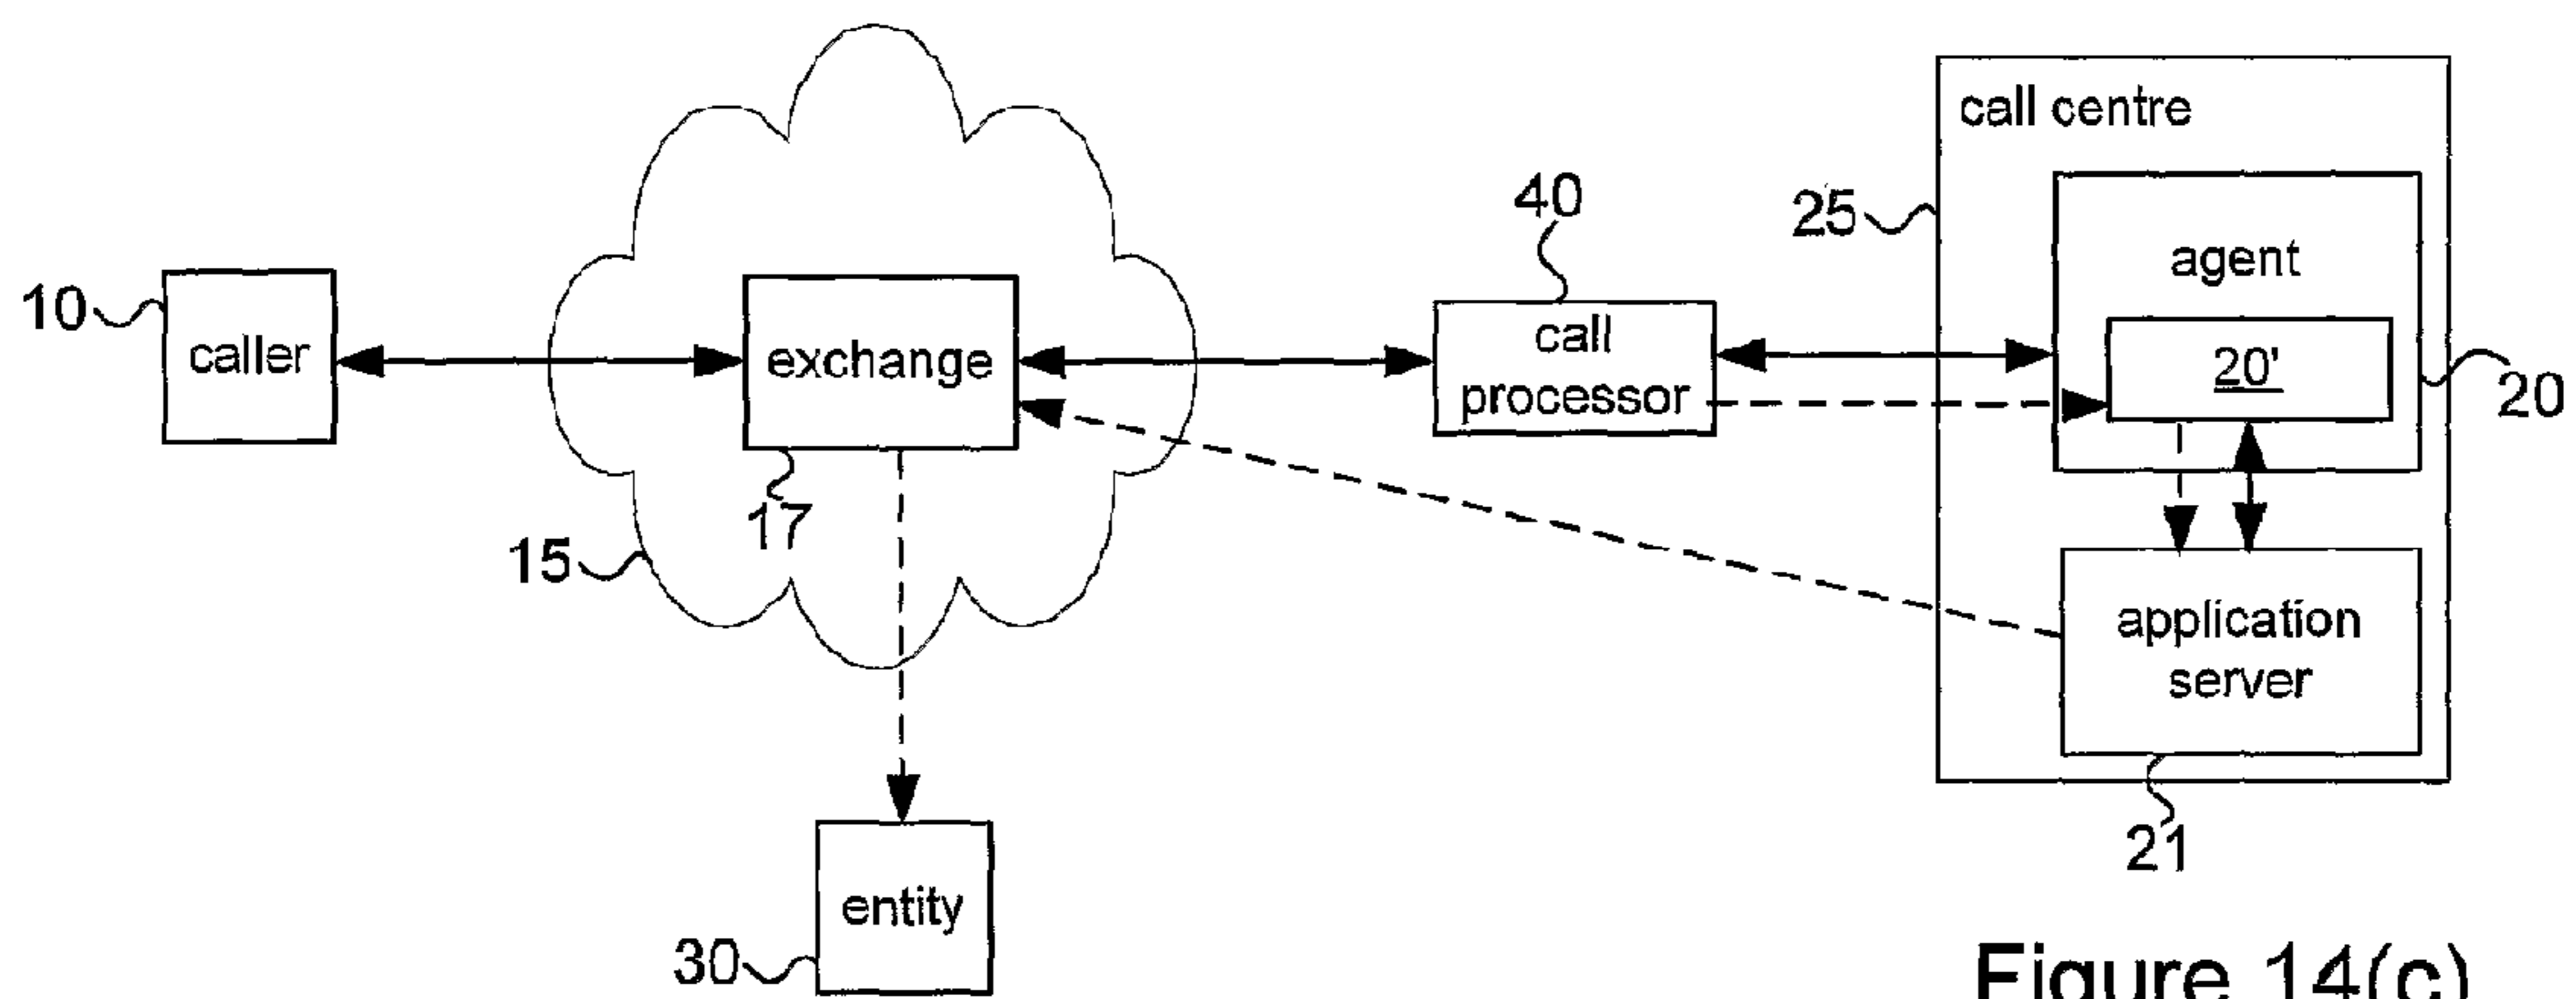 call centre
40
25
agent
10
caller
exchange
call
processor
20'
20
17
15
application
server
21
entity
30
Figure 14(c)